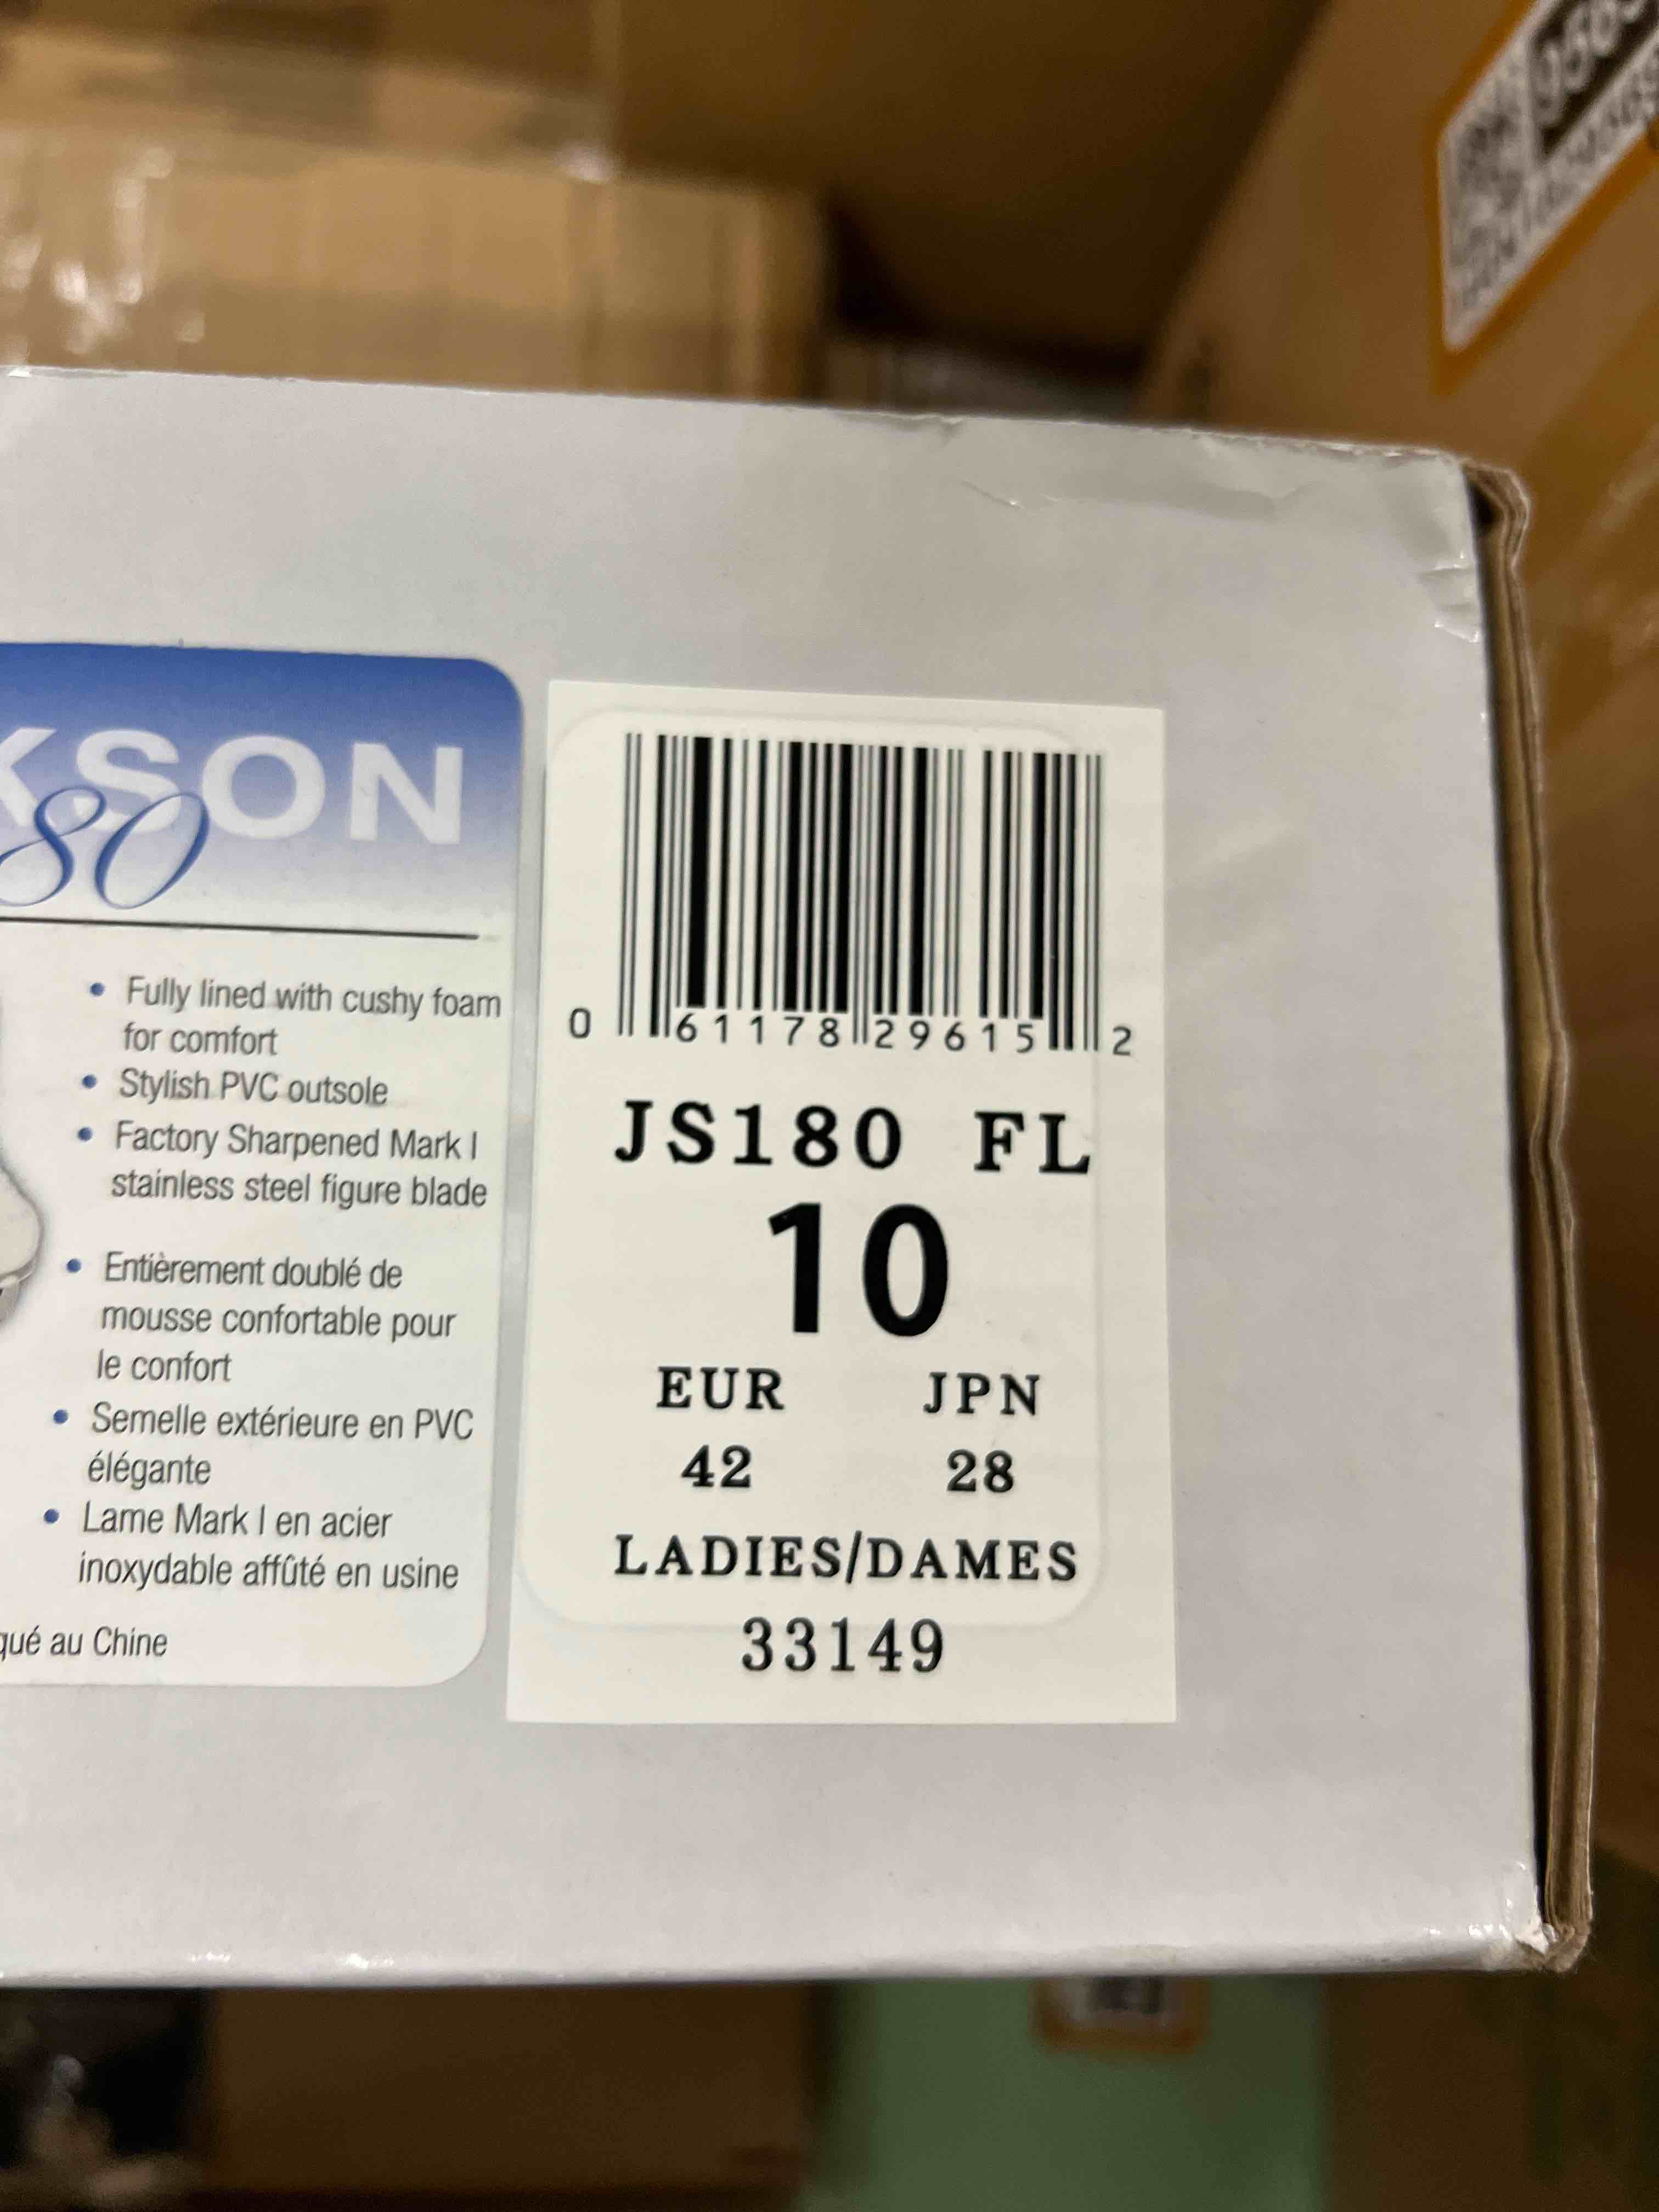 KSON
80
Fully lined with cushy foam
for comfort
Stylish PVC outsole
Factory Sharpened Mark I
stainless steel figure blade
Entièrement doublé de
mousse confortable pour
le confort
Semelle extérieure en PVC
élégante
Lame Mark I en acier
inoxydable affûté en usine
qué au Chine
0 61178 29615 2
JS180 FL
10
EUR JPN
42 28
LADIES/DAMES
33149